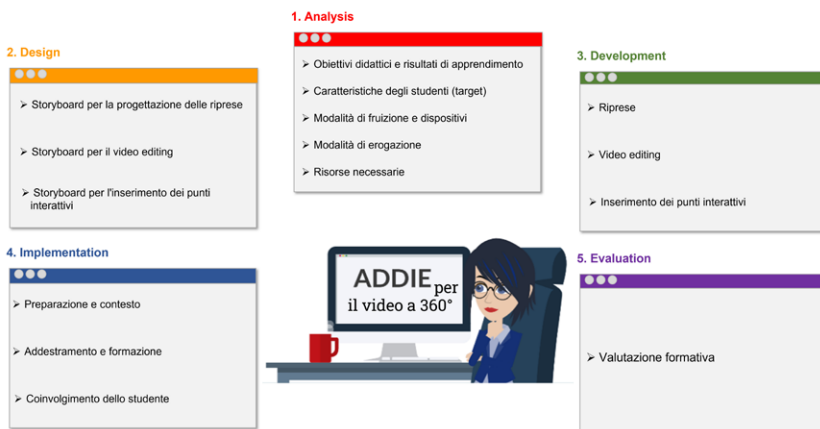 1. Analysis
➢ Obiettivi didattici e risultati di apprendimento
➢ Caratteristiche degli studenti (target)
➢ Modalità di fruizione e dispositivi
➢ Modalità di erogazione
➢ Risorse necessarie
2. Design
➢ Storyboard per la progettazione delle riprese
➢ Storyboard per il video editing
➢ Storyboard per l'inserimento dei punti
interattivi
3. Development
➢ Riprese
➢ Video editing
➢ Inserimento dei punti interattivi
4. Implementation
➢ Preparazione e contesto
➢ Addestramento e formazione
➢ Coinvolgimento dello studente
ADDIE per
il video a 360°
5. Evaluation
➢ Valutazione formativa